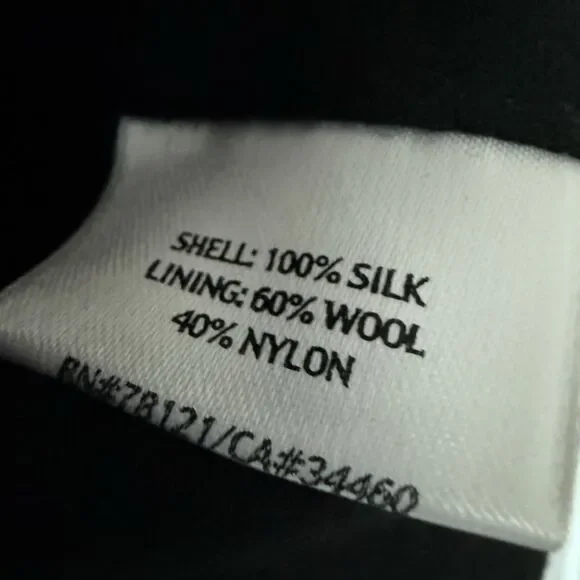 SHELL: 100% SILK
LINING: 60% WOOL
40% NYLON
RN#78121/CA#34460